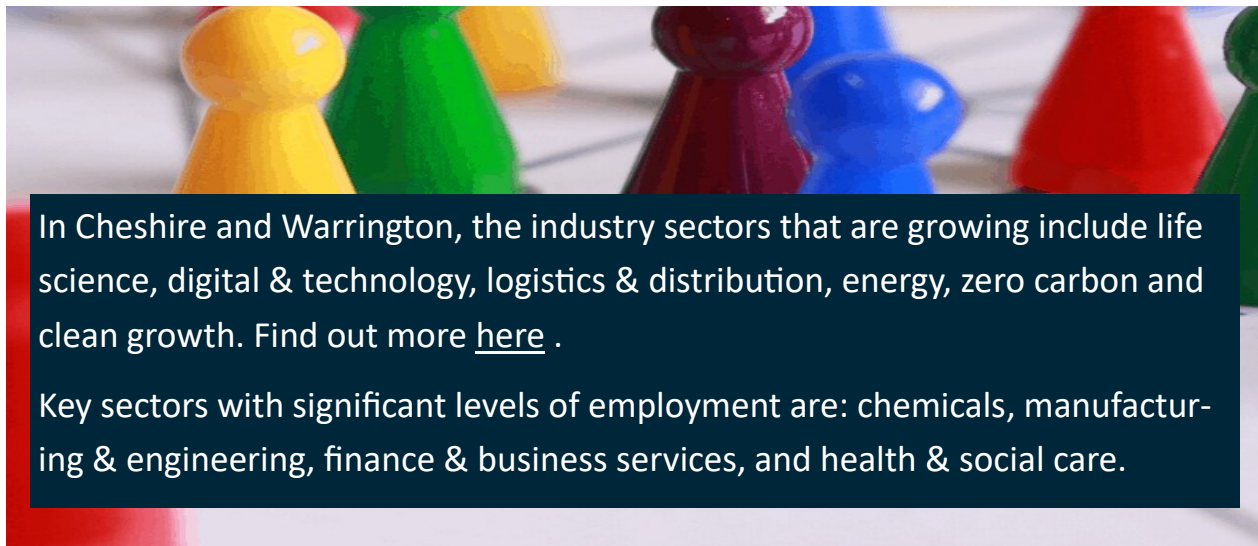 In Cheshire and Warrington, the industry sectors that are growing include life
science, digital & technology, logistics & distribution, energy, zero carbon and
clean growth. Find out more here .
Key sectors with significant levels of employment are: chemicals, manufactur-
ing & engineering, finance & business services, and health & social care.